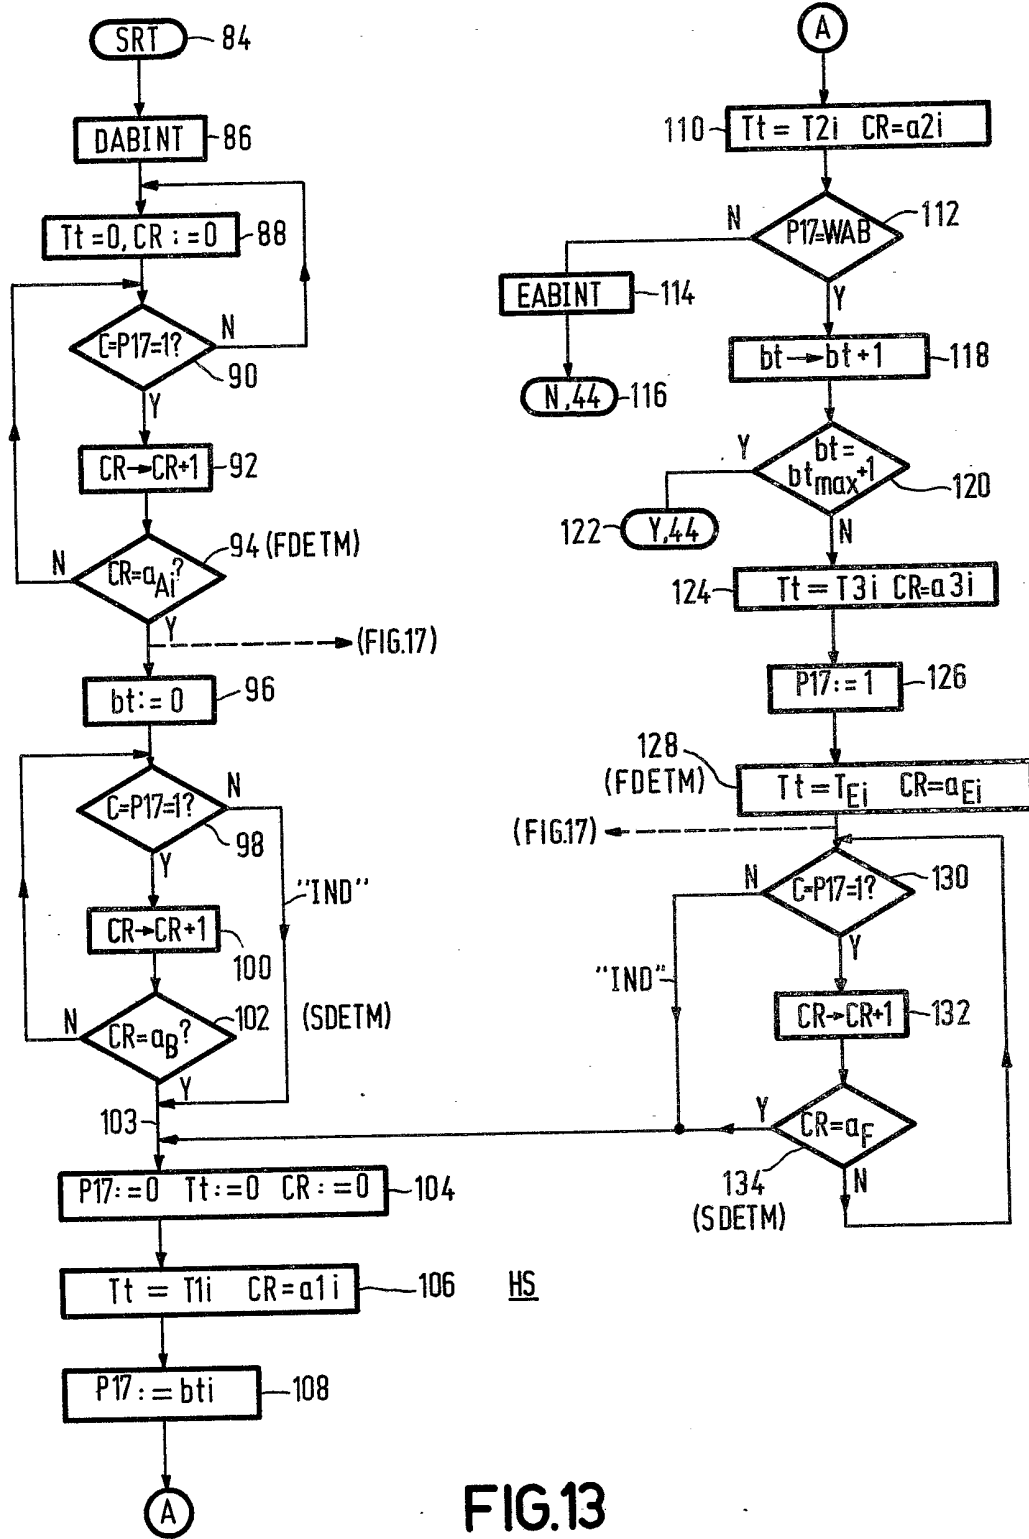 SRT 84
DABINT 86
Tt=0, CR:=0 88
C=P17=1? N
90
Y
CR→CR+1 92
94 (FDETM)
N CR=aAi?
Y
(FIG.17)
bt:=0 96
N
C=P17=1?
98
Y
"IND"
CR→CR+1
100
102
N CR=aB? (SDETM)
Y
103
P17:=0 Tt:=0 CR:=0 104
Tt=T1i CR=a1i 106
HS
P17:=bti 108
A
A
110 Tt=T2i CR=a2i
112
N P17=WAB
EABINT 114
Y
bt→bt+1 118
N,44 116
Y bt=
btmax+1
120
122 Y,44
N
124 Tt=T3i CR=a3i
P17:=1 126
128
(FDETM)
Tt=TEi CR=aEi
(FIG.17)
N C=P17=1? 130
Y
"IND"
CR→CR+1 132
Y
CR=aF
134 N
(SDETM)
FIG.13